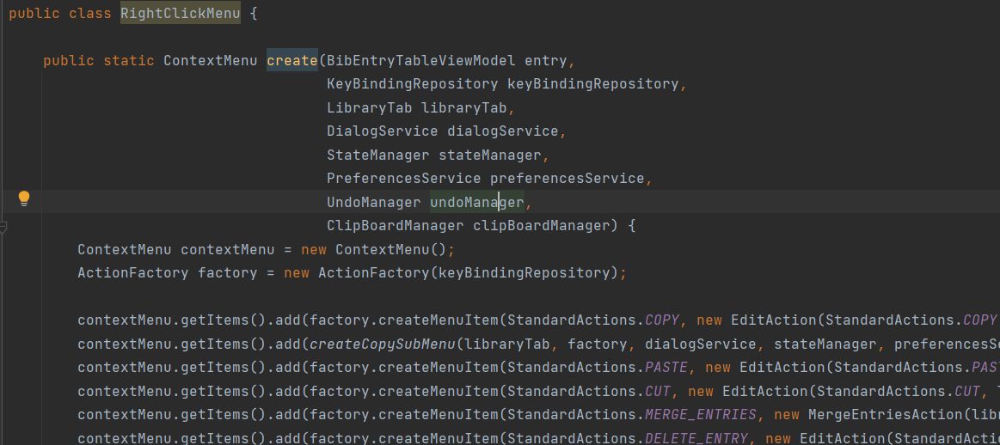 public class RightClickMenu {
public static ContextMenu create(BibEntryTableViewModel entry,
KeyBindingRepository keyBindingRepository,
LibraryTab libraryTab,
DialogService dialogService,
StateManager stateManager,
PreferencesService preferencesService,
UndoManager undoManager,
ClipBoardManager clipBoardManager) {
ContextMenu contextMenu = new ContextMenu();
ActionFactory factory = new ActionFactory(keyBindingRepository);
contextMenu.getItems().add(factory.createMenuItem(StandardActions.COPY, new EditAction(StandardActions.COPY
contextMenu.getItems().add(createCopySubMenu(libraryTab, factory, dialogService, stateManager, preferencesSe
contextMenu.getItems().add(factory.createMenuItem(StandardActions.PASTE, new EditAction(StandardActions.PAS
contextMenu.getItems().add(factory.createMenuItem(StandardActions.CUT, new EditAction(StandardActions.CUT, l
contextMenu.getItems().add(factory.createMenuItem(StandardActions.MERGE_ENTRIES, new MergeEntriesAction(lib
contextMenu.getItems().add(factory.createMenuItem(StandardActions.DELETE_ENTRY, new EditAction(StandardActio